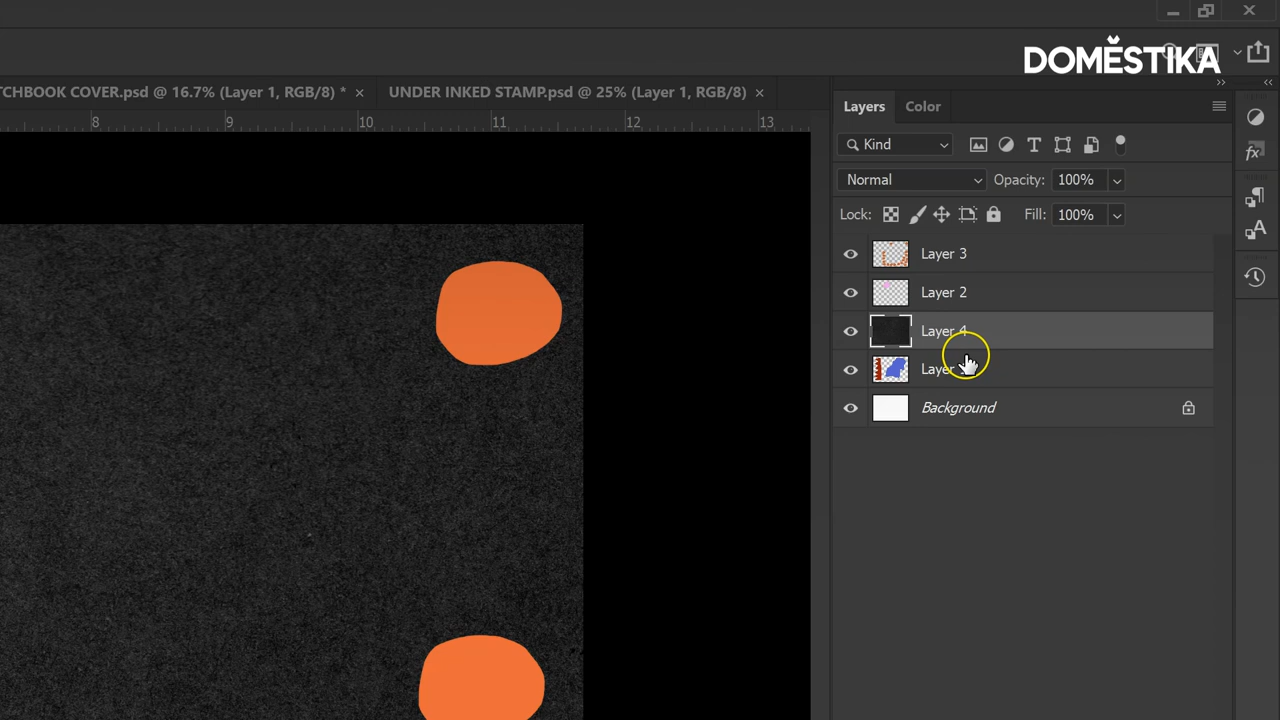 DOMESTIKA
TCHBOOK COVER.psd @ 16.7% (Layer 1, RGB/8) * ×
UNDER INKED STAMP.psd @ 25% (Layer 1, RGB/8) ×
8 9 10 11 12 13
Layers Color
Kind
Normal Opacity: 100%
Lock: Fill: 100%
Layer 3
Layer 2
Layer 4
Layer
Background